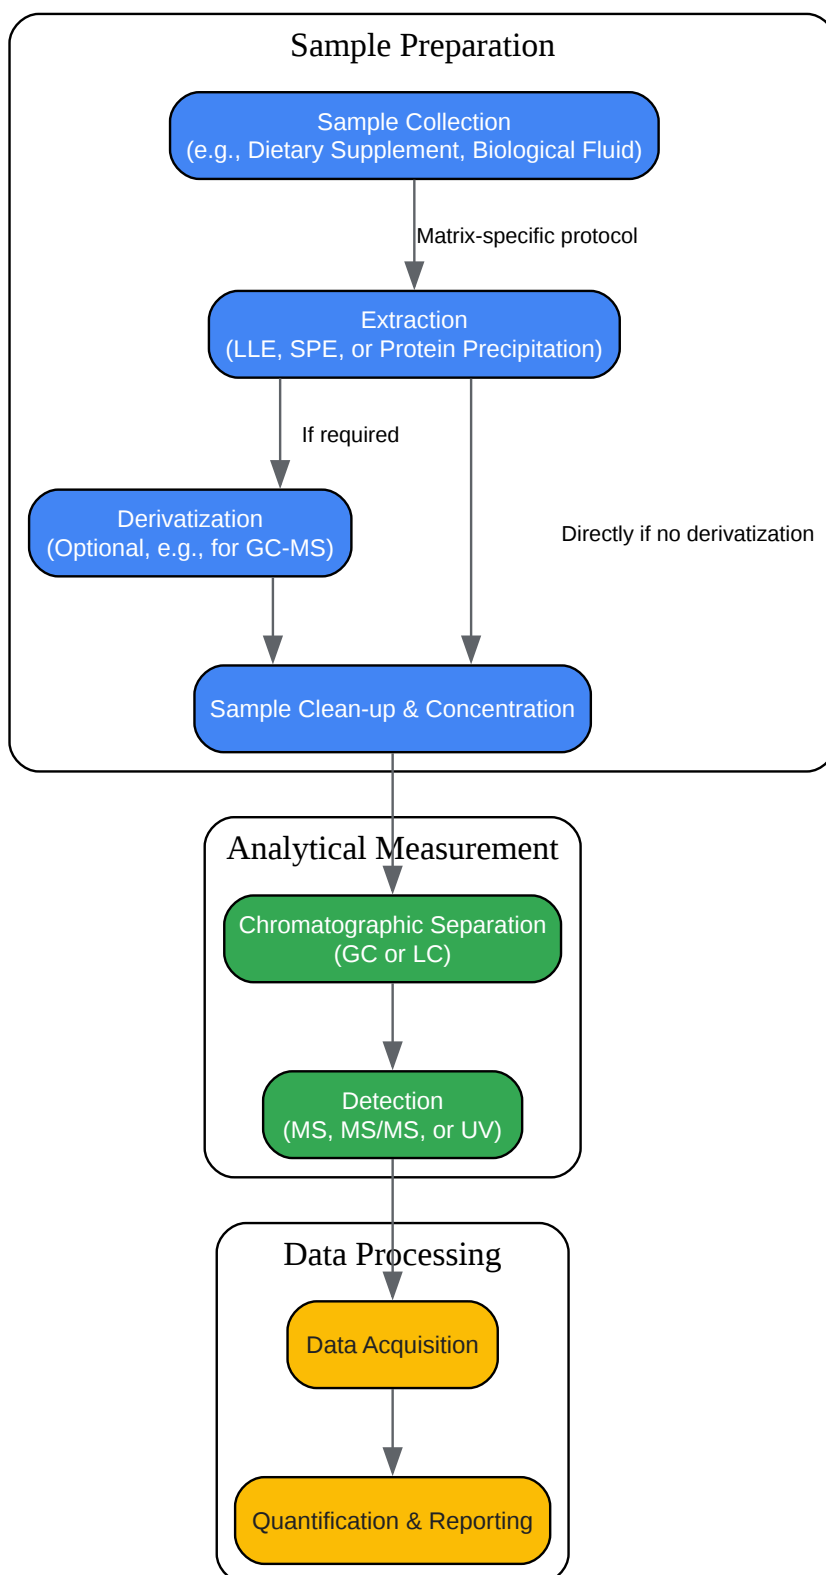 Sample Preparation
Sample Collection
(e.g., Dietary Supplement, Biological Fluid)
Matrix-specific protocol
Extraction
(LLE, SPE, or Protein Precipitation)
If required
Derivatization
(Optional, e.g., for GC-MS)
Directly if no derivatization
Sample Clean-up & Concentration
Analytical Measurement
Chromatographic Separation
(GC or LC)
Detection
(MS, MS/MS, or UV)
Data Processing
Data Acquisition
Quantification & Reporting